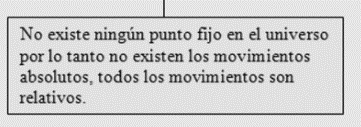 No existe ningún punto fijo en el universo
por lo tanto no existen los movimientos
absolutos, todos los movimientos son
relativos.